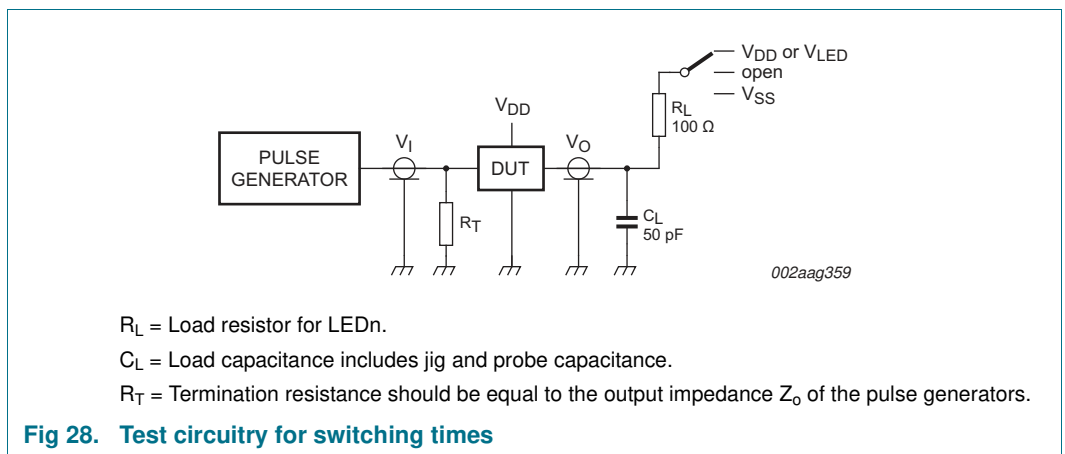 V_DD or V_LED
open
V_SS
R_L
100 Ω
V_DD
V_I
V_O
PULSE
GENERATOR
DUT
R_T
C_L
50 pF
002aag359
R_L = Load resistor for LEDn.
C_L = Load capacitance includes jig and probe capacitance.
R_T = Termination resistance should be equal to the output impedance Z_o of the pulse generators.
Fig 28. Test circuitry for switching times